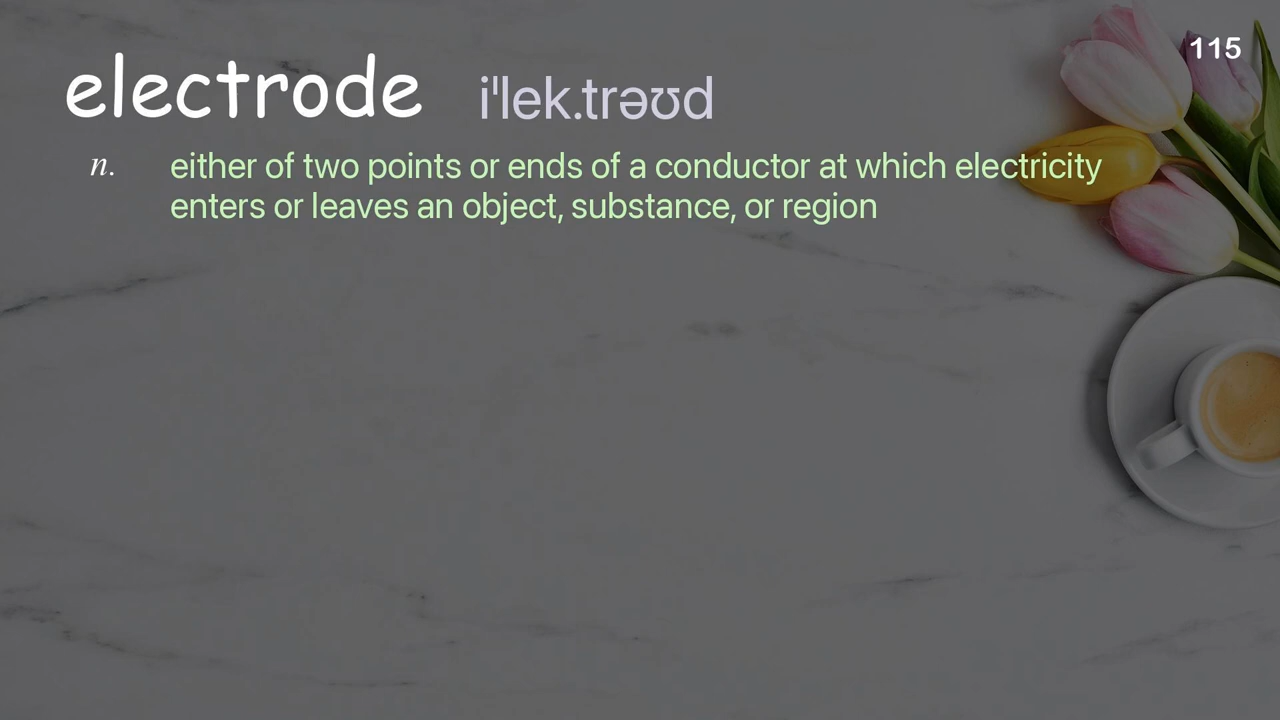 115
electrode iˈlek.trəʊd
n. either of two points or ends of a conductor at which electricity
enters or leaves an object, substance, or region